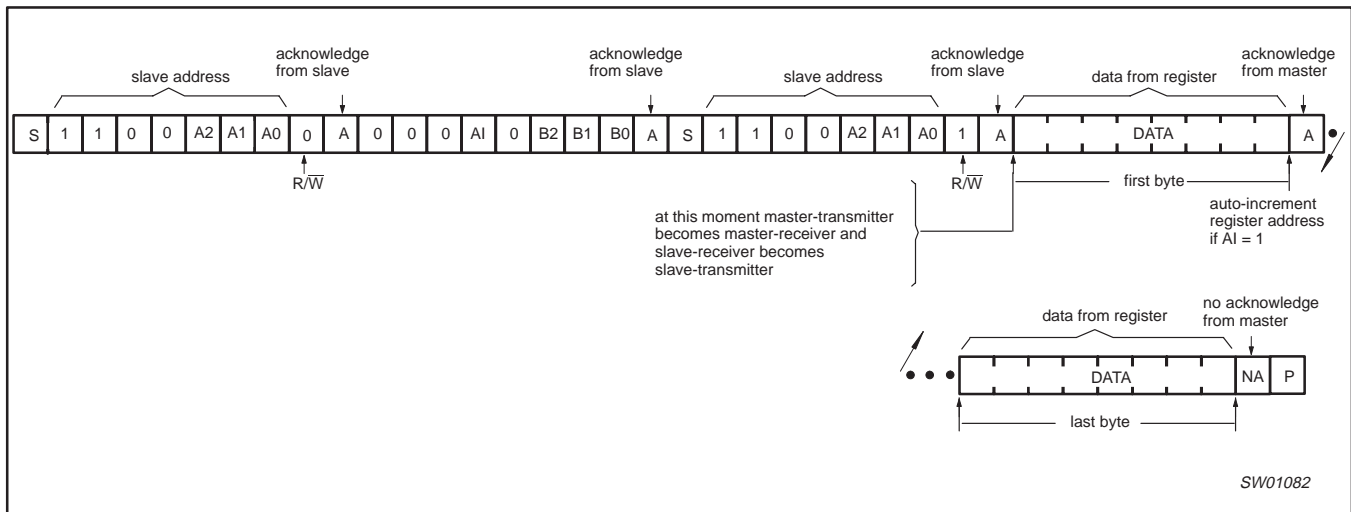 acknowledge
from slave
acknowledge
from slave
acknowledge
from slave
acknowledge
from master
slave address
slave address
data from register
S 1 1 0 0 A2 A1 A0 0 A 0 0 0 AI 0 B2 B1 B0 A S 1 1 0 0 A2 A1 A0 1 A DATA A
R/W̅
R/W̅
first byte
at this moment master-transmitter
becomes master-receiver and
slave-receiver becomes
slave-transmitter
auto-increment
register address
if AI = 1
data from register
no acknowledge
from master
DATA NA P
last byte
SW01082